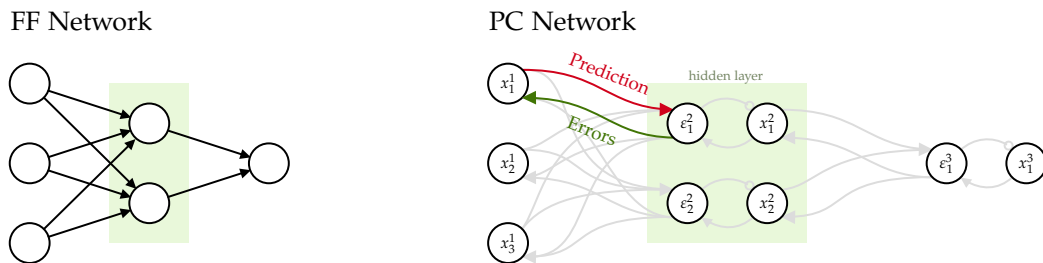 FF Network
PC Network
Prediction
Errors
hidden layer
x₁¹
ε₁²
x₁²
x₂¹
ε₁³
x₁³
ε₂²
x₂²
x₃¹